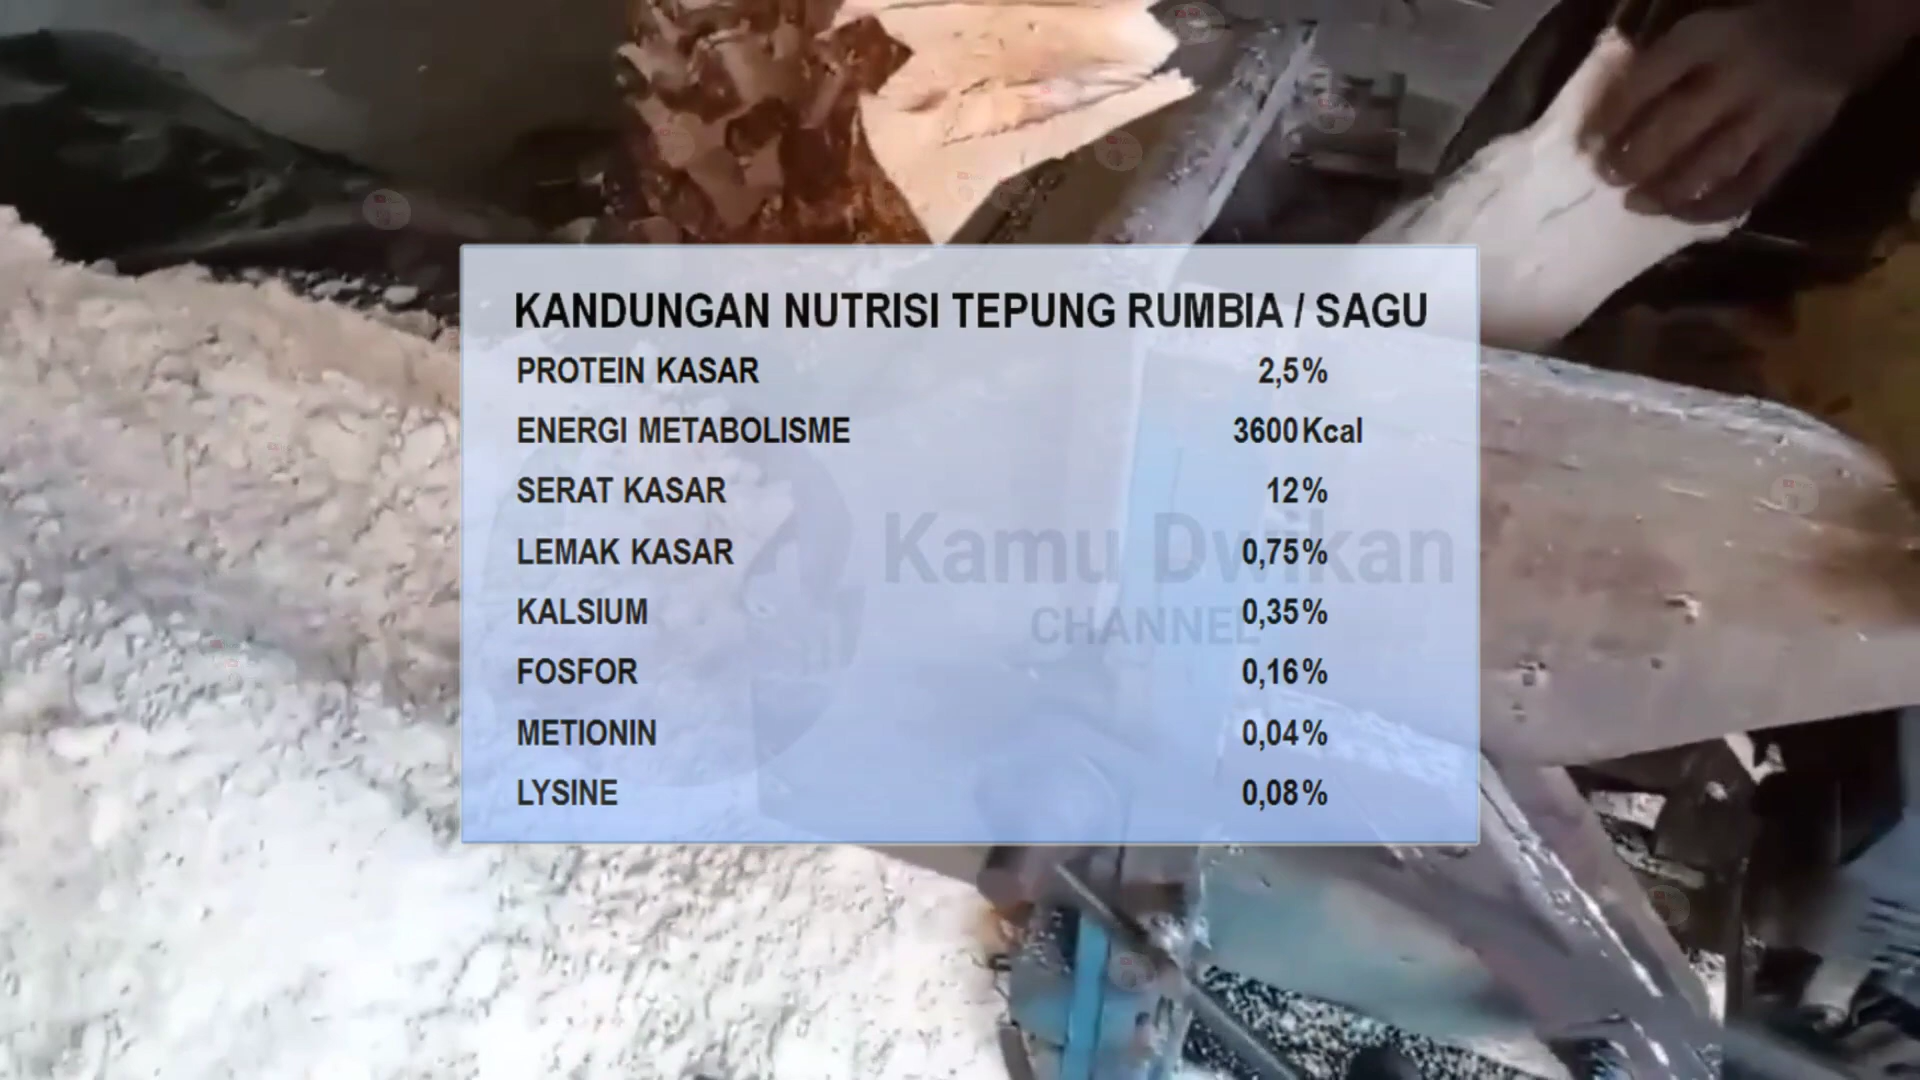 KANDUNGAN NUTRISI TEPUNG RUMBIA / SAGU
PROTEIN KASAR 2,5%
ENERGI METABOLISME 3600 Kcal
SERAT KASAR 12%
LEMAK KASAR 0,75%
Kamu Dwikan
CHANNEL
KALSIUM 0,35%
FOSFOR 0,16%
METIONIN 0,04%
LYSINE 0,08%